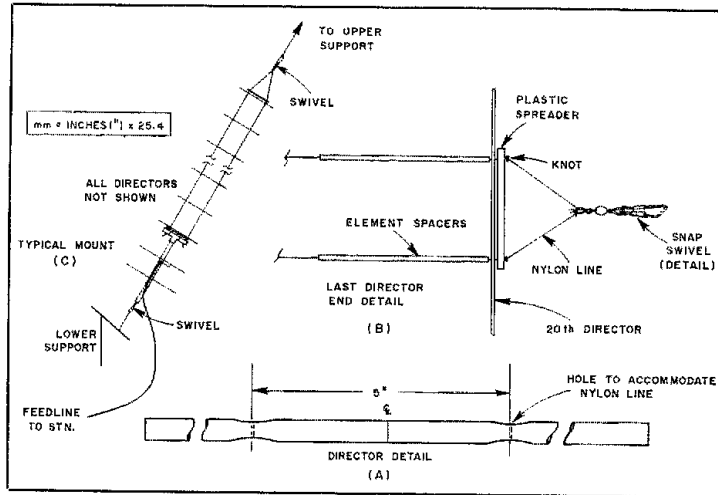 TO UPPER
SUPPORT
SWIVEL
mm = INCHES(") x 25.4
ALL DIRECTORS
NOT SHOWN
TYPICAL MOUNT
(C)
LOWER
SUPPORT
SWIVEL
FEEDLINE
TO STN.
PLASTIC
SPREADER
KNOT
ELEMENT SPACERS
SNAP
SWIVEL
(DETAIL)
NYLON
LINE
LAST DIRECTOR
END DETAIL
(B)
20th DIRECTOR
5"
℄
HOLE TO ACCOMMODATE
NYLON LINE
DIRECTOR DETAIL
(A)